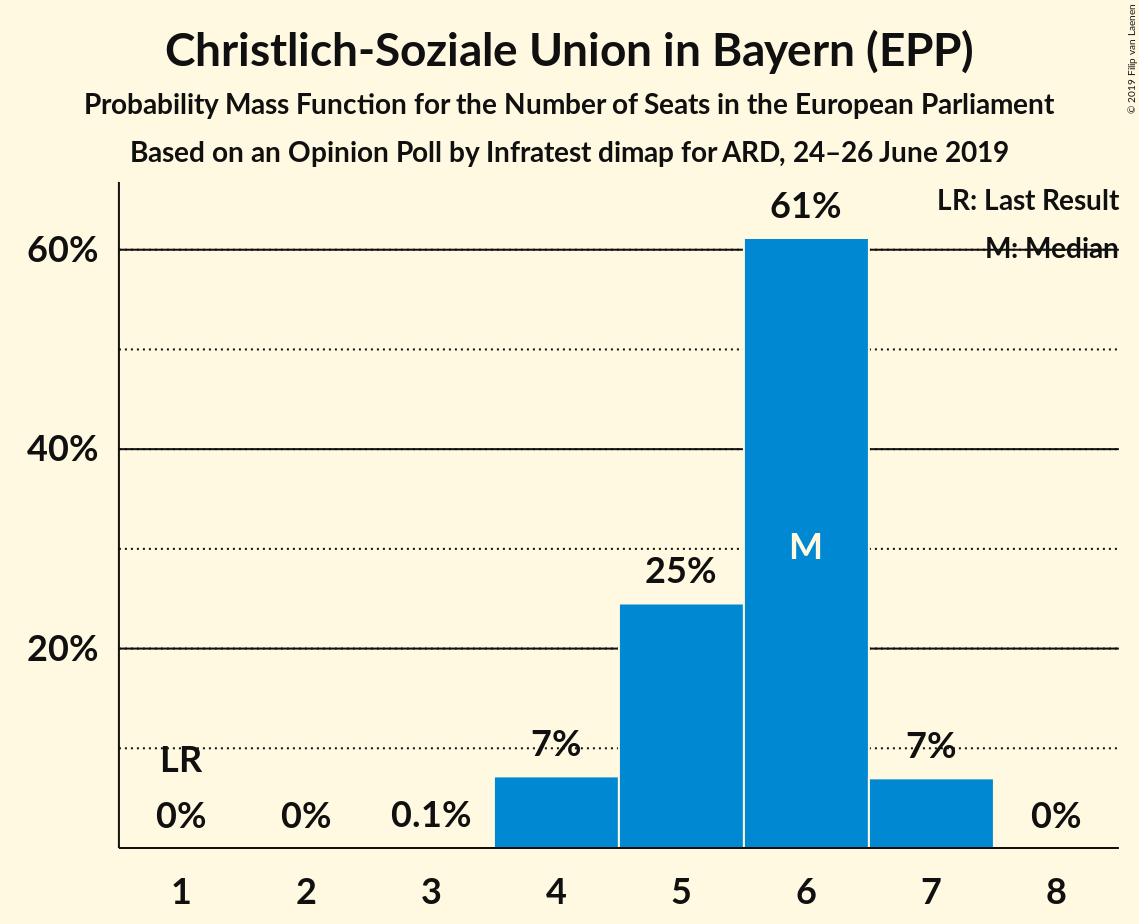 Christlich-Soziale Union in Bayern (EPP)
Probability Mass Function for the Number of Seats in the European Parliament
Based on an Opinion Poll by Infratest dimap for ARD, 24–26 June 2019
© 2019 Filip van Laenen
LR: Last Result
M: Median
61%
60%
40%
M
25%
20%
LR
7%
7%
0%
0%
0.1%
0%
1 2 3 4 5 6 7 8